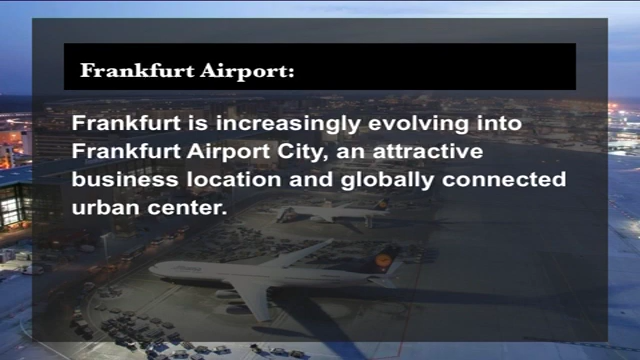 Frankfurt Airport:
Frankfurt is increasingly evolving into
Frankfurt Airport City, an attractive
business location and globally connected
urban center.